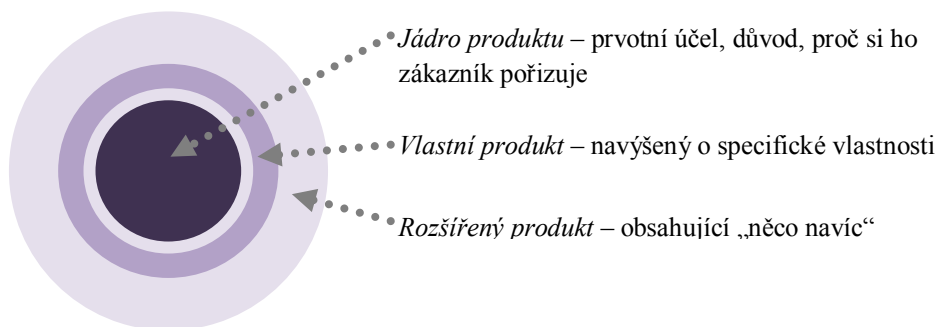 Jádro produktu – prvotní účel, důvod, proč si ho
zákazník pořizuje
Vlastní produkt – navýšený o specifické vlastnosti
Rozšířený produkt – obsahující „něco navíc“